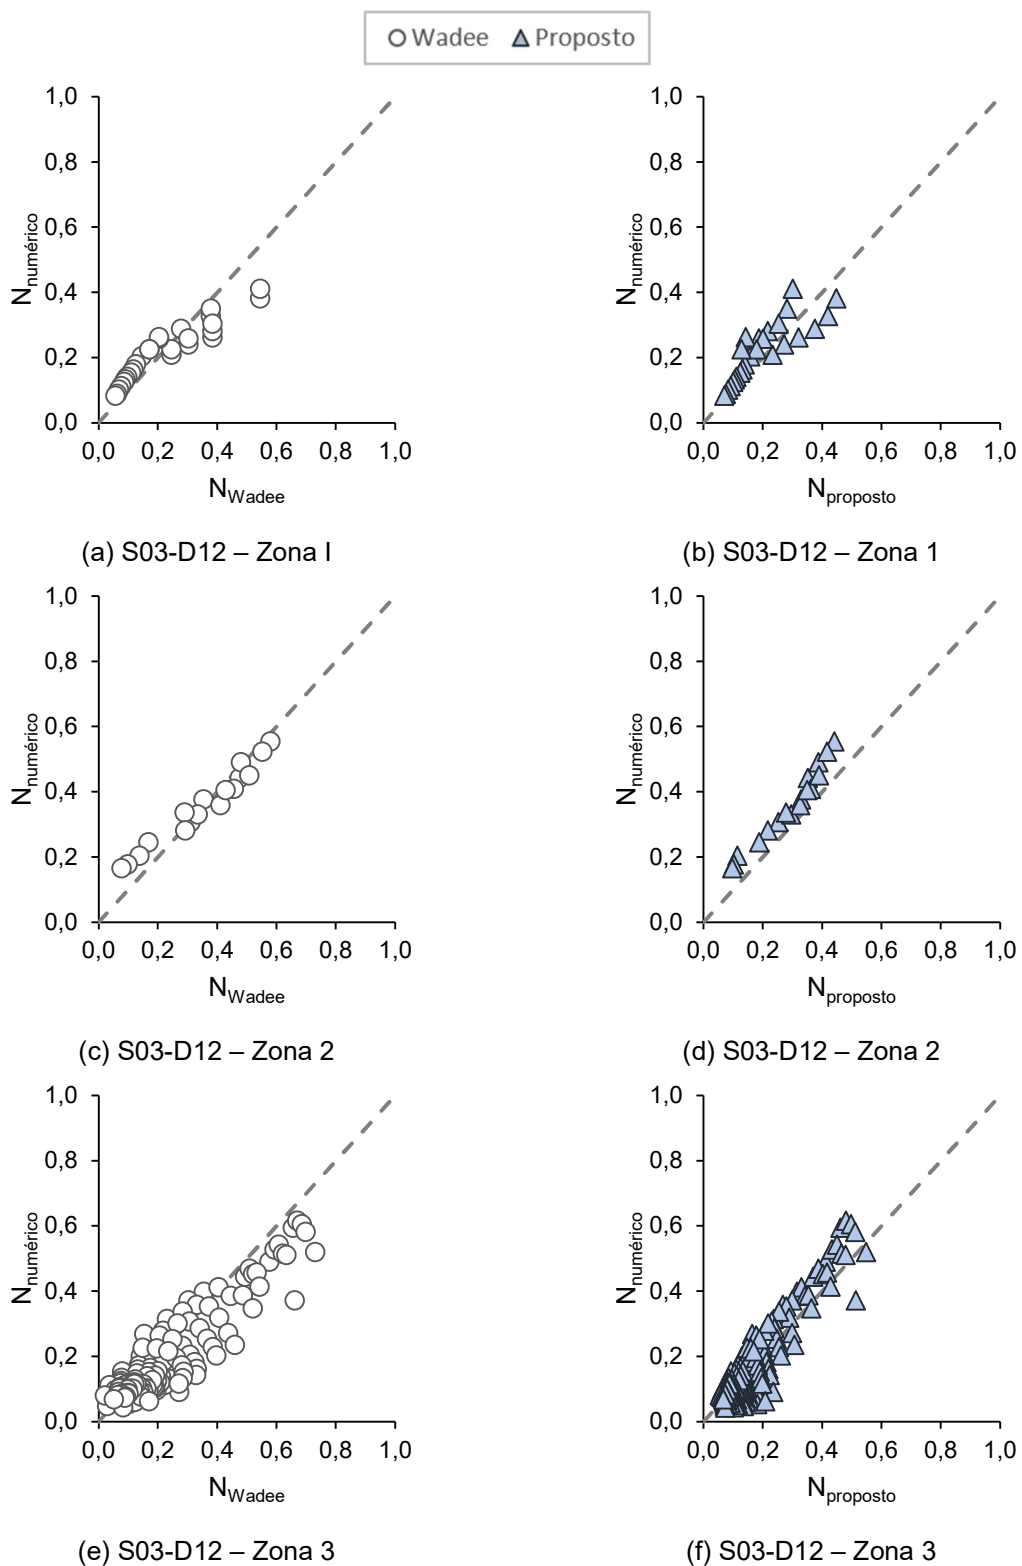 Wadee Proposto
1,0 1,0
0,8 0,8
0,6 0,6
N_numérico N_numérico
0,4 0,4
0,2 0,2
0,0 0,0
0,0 0,2 0,4 0,6 0,8 1,0 0,0 0,2 0,4 0,6 0,8 1,0
N_Wadee N_proposto
(a) S03-D12 – Zona I (b) S03-D12 – Zona 1
1,0 1,0
0,8 0,8
0,6 0,6
N_numérico N_numérico
0,4 0,4
0,2 0,2
0,0 0,0
0,0 0,2 0,4 0,6 0,8 1,0 0,0 0,2 0,4 0,6 0,8 1,0
N_Wadee N_proposto
(c) S03-D12 – Zona 2 (d) S03-D12 – Zona 2
1,0 1,0
0,8 0,8
0,6 0,6
N_numérico N_numérico
0,4 0,4
0,2 0,2
0,0 0,0
0,0 0,2 0,4 0,6 0,8 1,0 0,0 0,2 0,4 0,6 0,8 1,0
N_Wadee N_proposto
(e) S03-D12 – Zona 3 (f) S03-D12 – Zona 3